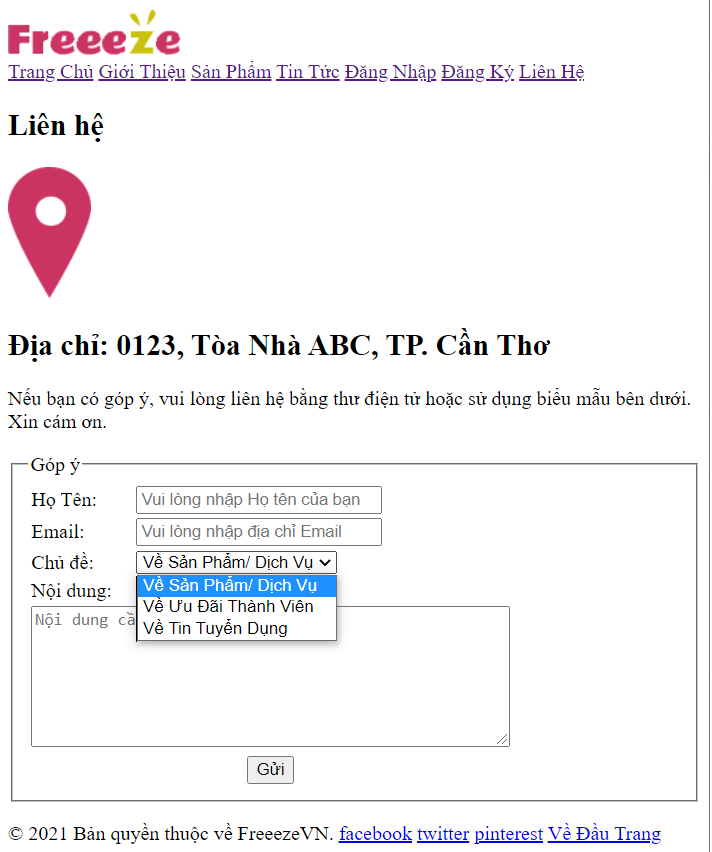 Freeeze
Trang Chủ Giới Thiệu Sản Phẩm Tin Tức Đăng Nhập Đăng Ký Liên Hệ
Liên hệ
Địa chỉ: 0123, Tòa Nhà ABC, TP. Cần Thơ
Nếu bạn có góp ý, vui lòng liên hệ bằng thư điện tử hoặc sử dụng biểu mẫu bên dưới.
Xin cám ơn.
Góp ý
Họ Tên: Vui lòng nhập Họ tên của bạn
Email: Vui lòng nhập địa chỉ Email
Chủ đề: Về Sản Phẩm/ Dịch Vụ
Về Sản Phẩm/ Dịch Vụ
Về Ưu Đãi Thành Viên
Về Tin Tuyển Dụng
Nội dung:
Nội dung
Gửi
© 2021 Bản quyền thuộc về FreeezeVN. facebook twitter pinterest Về Đầu Trang